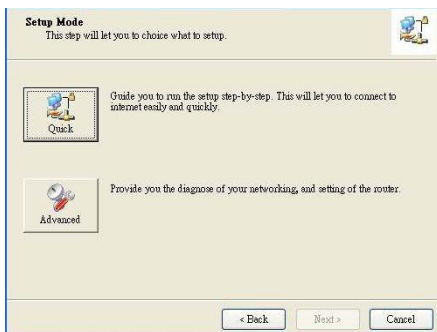 Setup Mode
This step will let you to choice what to setup.
Quick
Guide you to run the setup step-by-step. This will let you to connect to
internet easily and quickly.
Advanced
Provide you the diagnose of your networking, and setting of the router.
< Back
Next >
Cancel